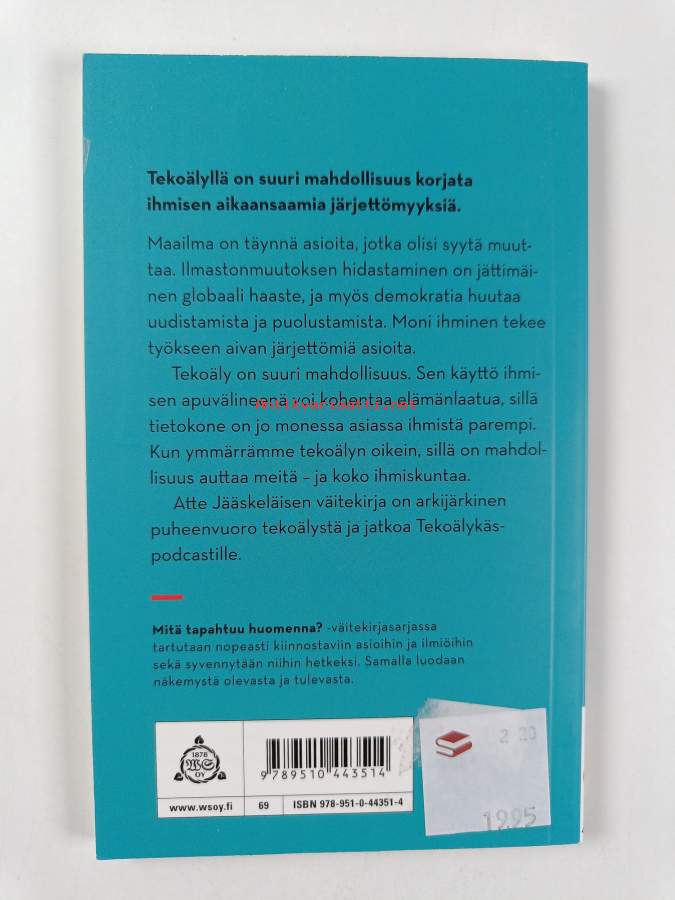 Tekoälyllä on suuri mahdollisuus korjata
ihmisen aikaansaamia järjettömyyksiä.
Maailma on täynnä asioita, jotka olisi syytä muut-
taa. Ilmastonmuutoksen hidastaminen on jättimäi-
nen globaali haaste, ja myös demokratia huutaa
uudistamista ja puolustamista. Moni ihminen tekee
työkseen aivan järjettömiä asioita.
Tekoäly on suuri mahdollisuus. Sen käyttö ihmi-
sen apuvälineenä voi kohentaa elämänlaatua, sillä
tietokone on jo monessa asiassa ihmistä parempi.
Kun ymmärrämme tekoälyn oikein, sillä on mahdol-
lisuus auttaa meitä – ja koko ihmiskuntaa.
Atte Jääskeläisen väitekirja on arkijärkinen
puheenvuoro tekoälystä ja jatkoa Tekoälykäs-
podcastille.
Mitä tapahtuu huomenna? -väitekirjasarjassa
tartutaan nopeasti kiinnostaviin asioihin ja ilmiöihin
sekä syvennytään niihin hetkeksi. Samalla luodaan
näkemystä olevasta ja tulevasta.
1878
WS
OY
9 789510 443514
www.wsoy.fi
69
ISBN 978-951-0-44351-4
2 20
19.95